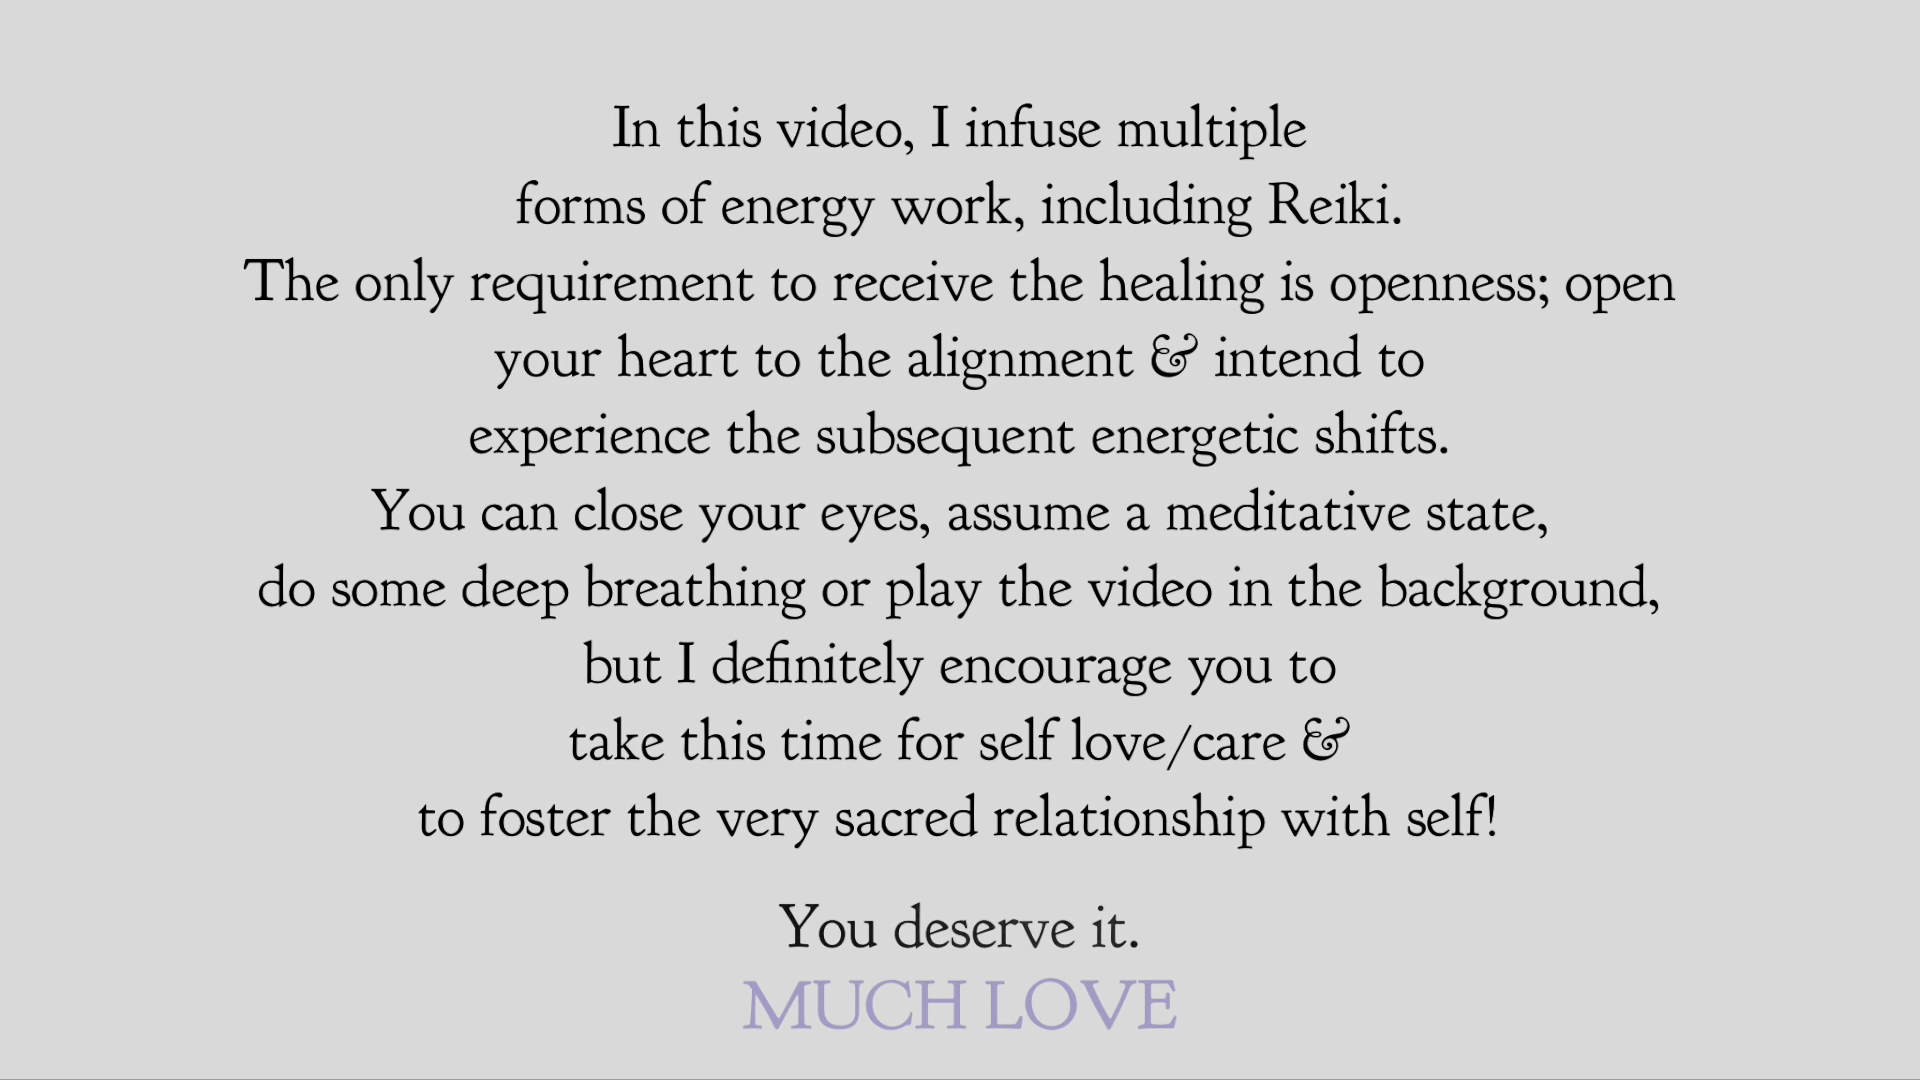 In this video, I infuse multiple
forms of energy work, including Reiki.
The only requirement to receive the healing is openness; open
your heart to the alignment & intend to
experience the subsequent energetic shifts.
You can close your eyes, assume a meditative state,
do some deep breathing or play the video in the background,
but I definitely encourage you to
take this time for self love/care &
to foster the very sacred relationship with self!
You deserve it.
MUCH LOVE